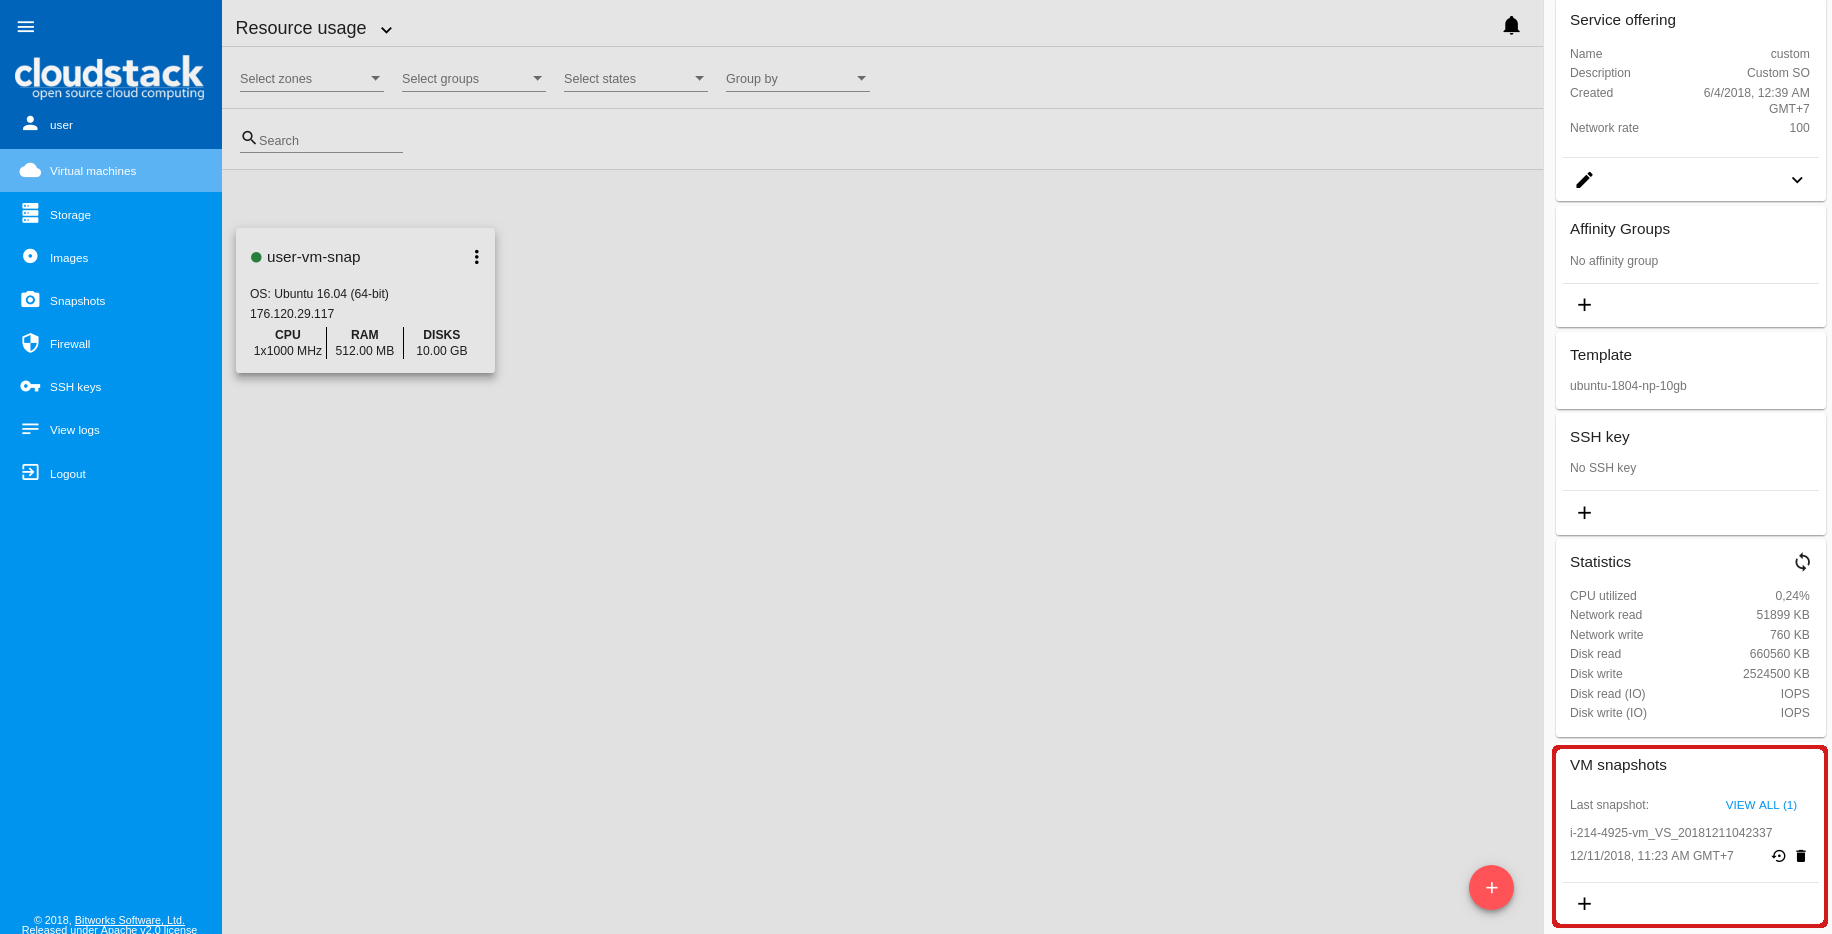 cloudstack
open source cloud computing
user
Virtual machines
Storage
Images
Snapshots
Firewall
SSH keys
View logs
Logout
© 2018, Bitworks Software, Ltd.
Released under Apache v2.0 license
Resource usage
Select zones Select groups Select states Group by
Search
user-vm-snap
OS: Ubuntu 16.04 (64-bit)
176.120.29.117
CPU RAM DISKS
1x1000 MHz 512.00 MB 10.00 GB
Service offering
Name custom
Description Custom SO
Created 6/4/2018, 12:39 AM
GMT+7
Network rate 100
Affinity Groups
No affinity group
Template
ubuntu-1804-np-10gb
SSH key
No SSH key
Statistics
CPU utilized 0,24%
Network read 51899 KB
Network write 760 KB
Disk read 660560 KB
Disk write 2524500 KB
Disk read (IO) IOPS
Disk write (IO) IOPS
VM snapshots
Last snapshot: VIEW ALL (1)
i-214-4925-vm_VS_20181211042337
12/11/2018, 11:23 AM GMT+7